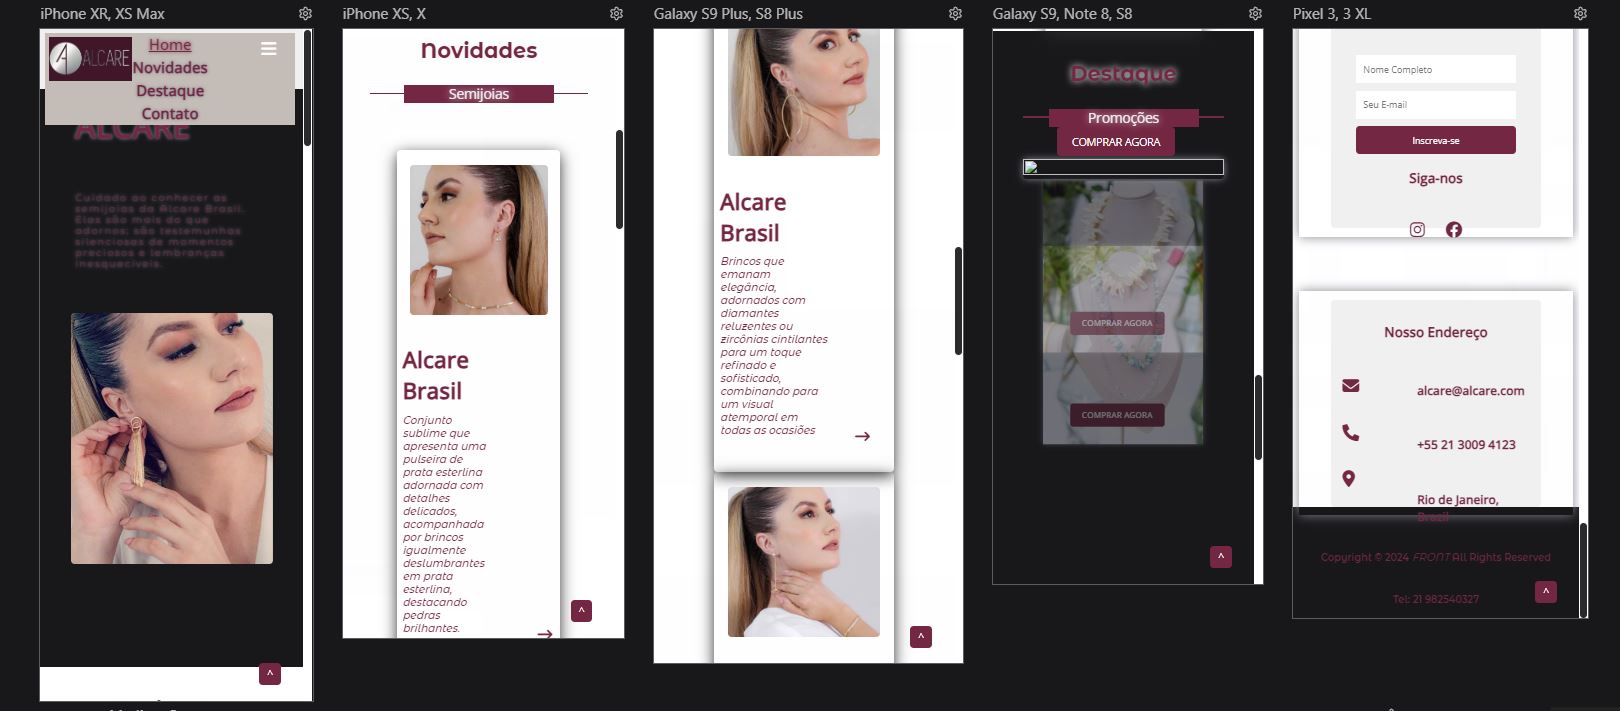 iPhone XR, XS Max
ALCARE
Home
Novidades
Destaque
Contato
ALCARE
Cuidado ao conhecer as
semijoias da Alcare Brasil.
Elas são mais do que
adornos; são testemunhas
silenciosas de momentos
preciosos e lembranças
inesquecíveis.
^
iPhone XS, X
Novidades
Semijoias
Alcare
Brasil
Conjunto
sublime que
apresenta uma
pulseira de
prata esterlina
adornada com
detalhes
delicados,
acompanhada
por brincos
igualmente
deslumbrantes
em prata
esterlina,
destacando
pedras
brilhantes.
^
Galaxy S9 Plus, S8 Plus
Alcare
Brasil
Brincos que
emanam
elegância,
adornados com
diamantes
reluzentes ou
zircônias cintilantes
para um toque
refinado e
sofisticado,
combinando para
um visual
atemporal em
todas as ocasiões
^
Galaxy S9, Note 8, S8
Destaque
Promoções
COMPRAR AGORA
COMPRAR AGORA
COMPRAR AGORA
^
Pixel 3, 3 XL
Nome Completo
Seu E-mail
Inscreva-se
Siga-nos
Nosso Endereço
alcare@alcare.com
+55 21 3009 4123
Rio de Janeiro,
Brazil
Copyright © 2024 FRONT All Rights Reserved
Tel: 21 982540327
^